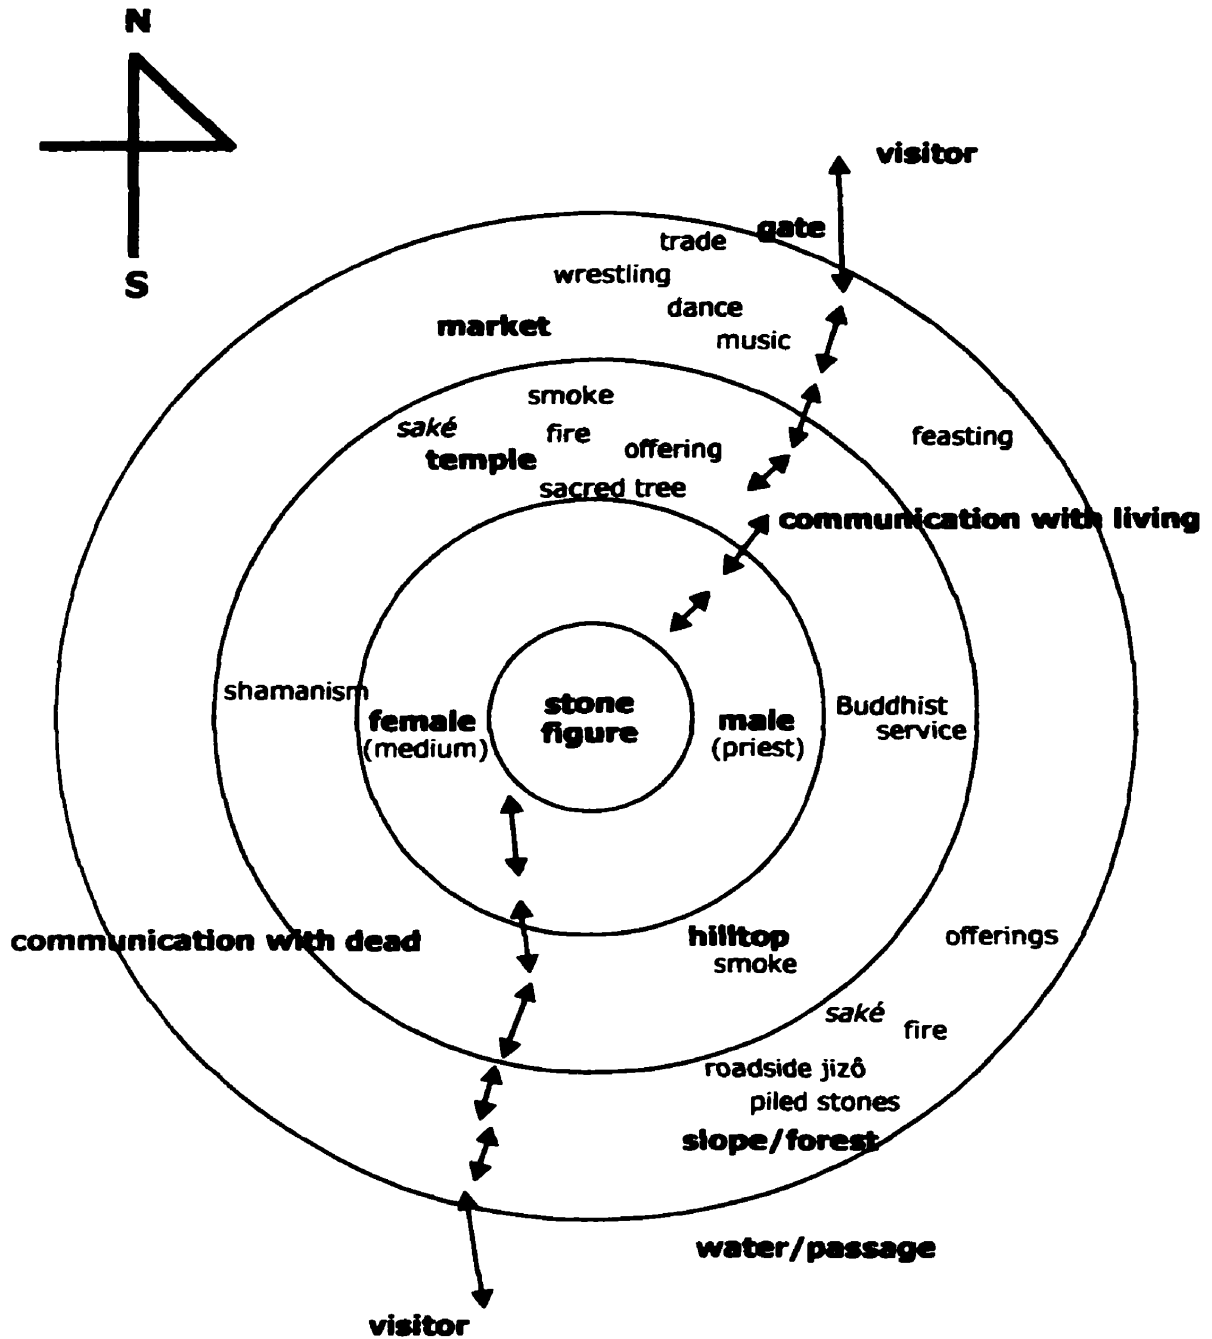 N
S
visitor
gate
trade
wrestling
dance
market
music
smoke
saké
fire
feasting
offering
temple
sacred tree
communication with living
shamanism
female
(medium)
stone
figure
male
(priest)
Buddhist
service
communication with dead
hilltop
smoke
offerings
saké
fire
roadside jizô
piled stones
slope/forest
water/passage
visitor